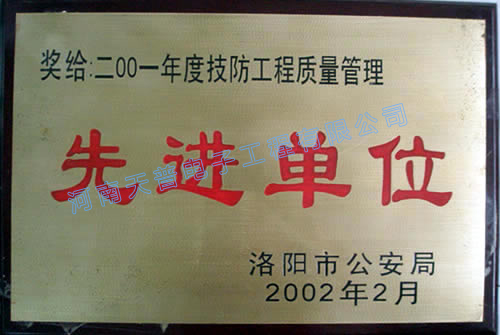 奖给:二00一年度技防工程质量管理
先进单位
河南天普电子工程有限公司
洛阳市公安局
2002年2月